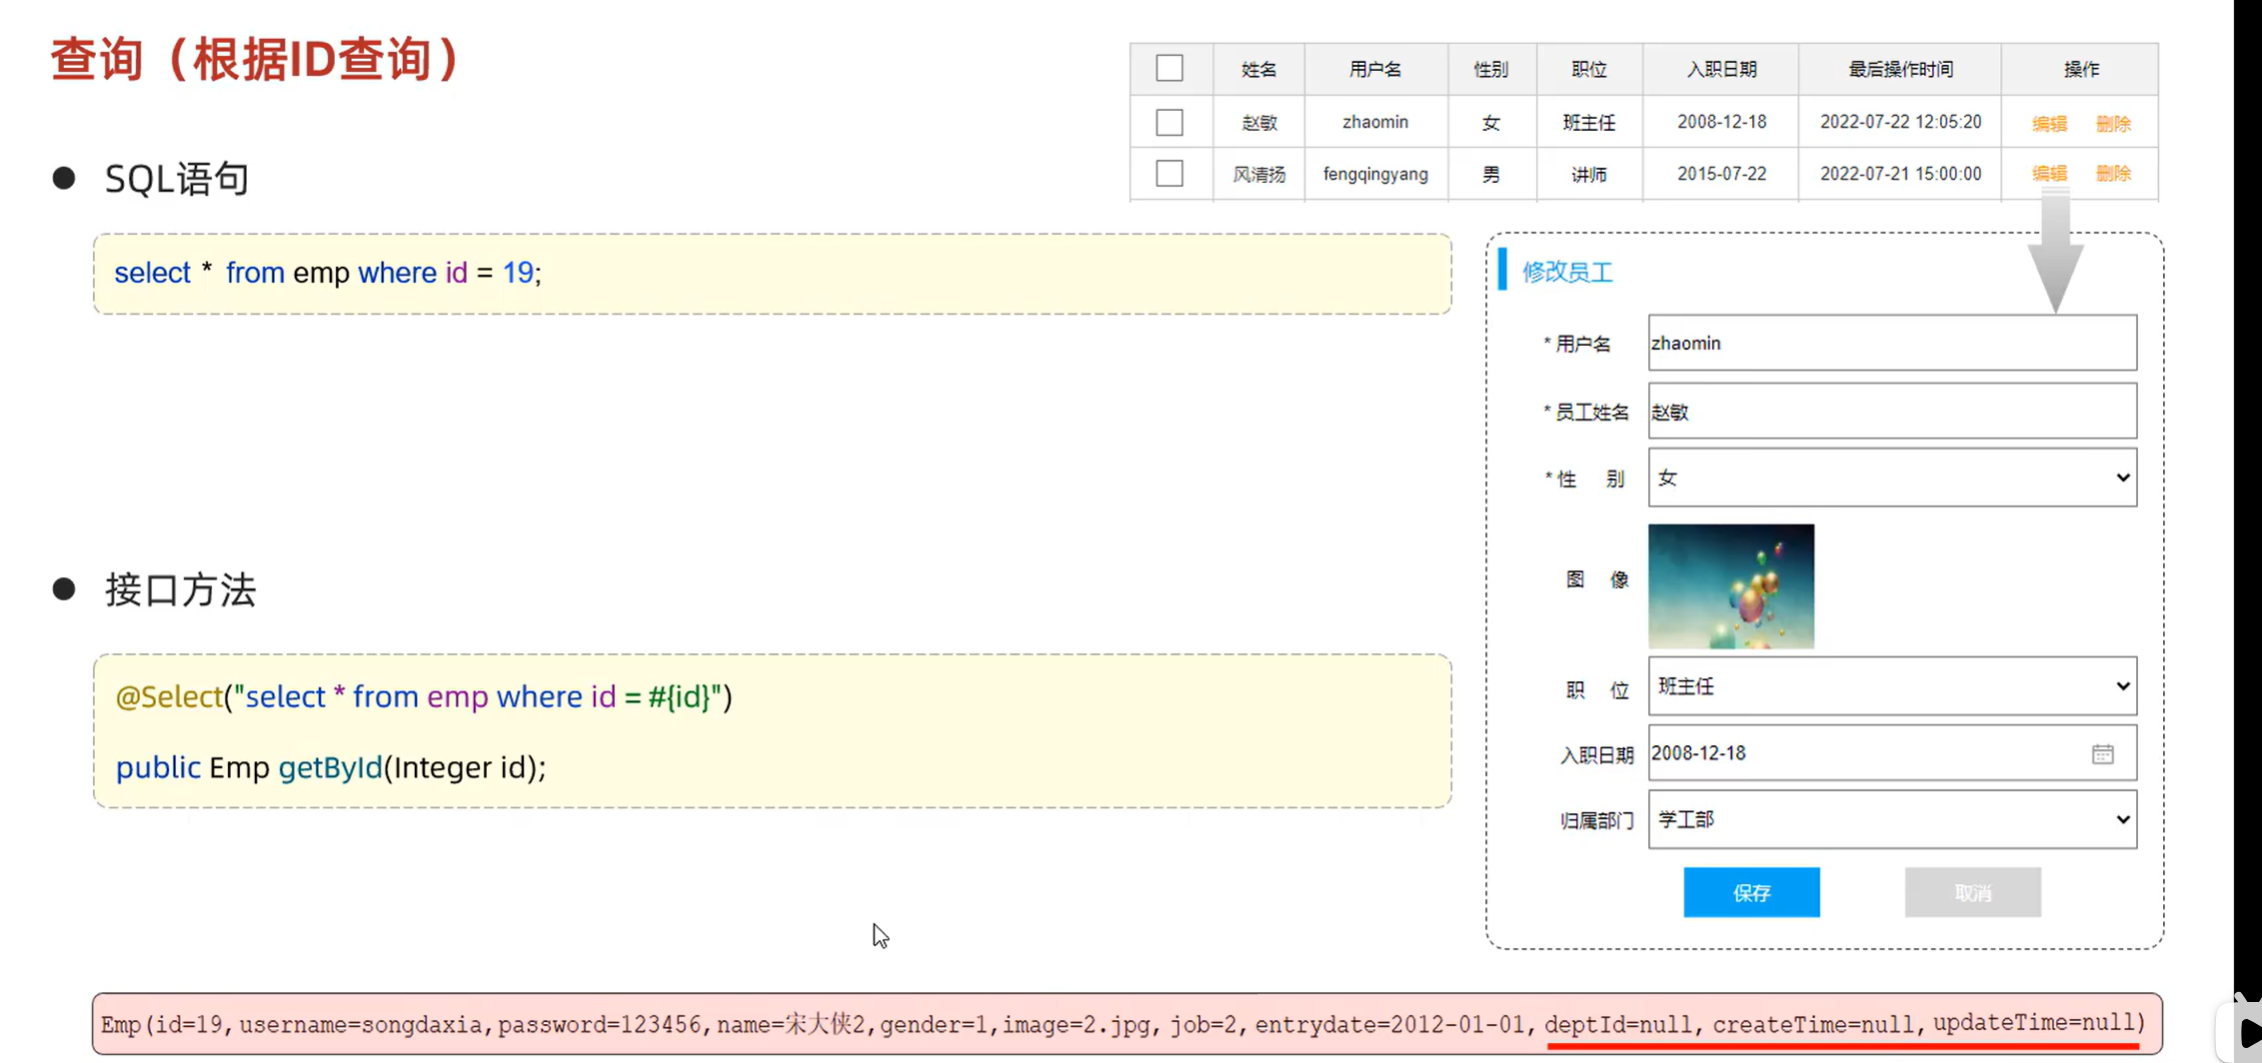 查询（根据ID查询）
姓名 用户名 性别 职位 入职日期 最后操作时间 操作
赵敏 zhaomin 女 班主任 2008-12-18 2022-07-22 12:05:20 编辑 删除
风清扬 fengqingyang 男 讲师 2015-07-22 2022-07-21 15:00:00 编辑 删除
SQL语句
select * from emp where id = 19;
接口方法
@Select("select * from emp where id = #{id}")
public Emp getById(Integer id);
修改员工
* 用户名 zhaomin
* 员工姓名 赵敏
* 性 别 女
图 像
职 位 班主任
入职日期 2008-12-18
归属部门 学工部
保存 取消
Emp(id=19,username=songdaxia,password=123456,name=宋大侠2,gender=1,image=2.jpg, job=2, entrydate=2012-01-01, deptId=null, createTime=null, updateTime=null)